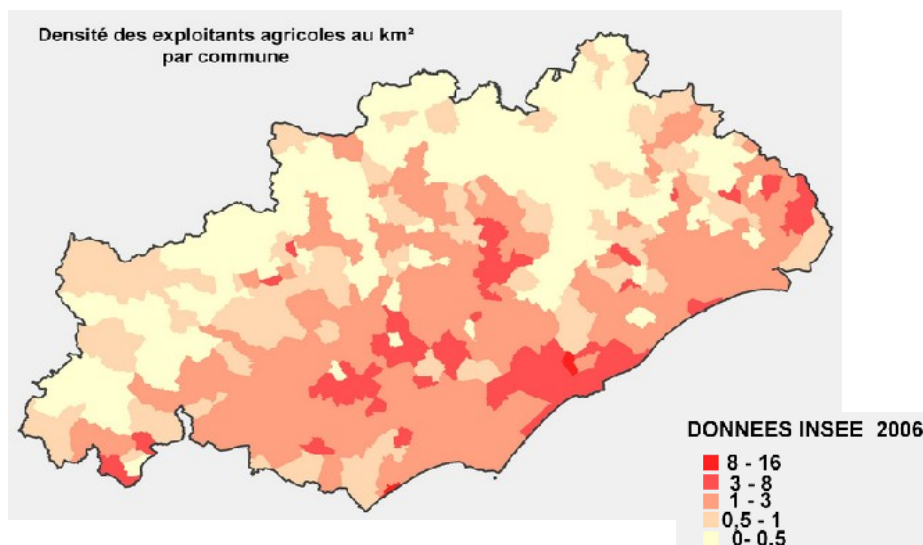 Densité des exploitants agricoles au km²
par commune
DONNEES INSEE 2006
8 - 16
3 - 8
1 - 3
0,5 - 1
0- 0,5